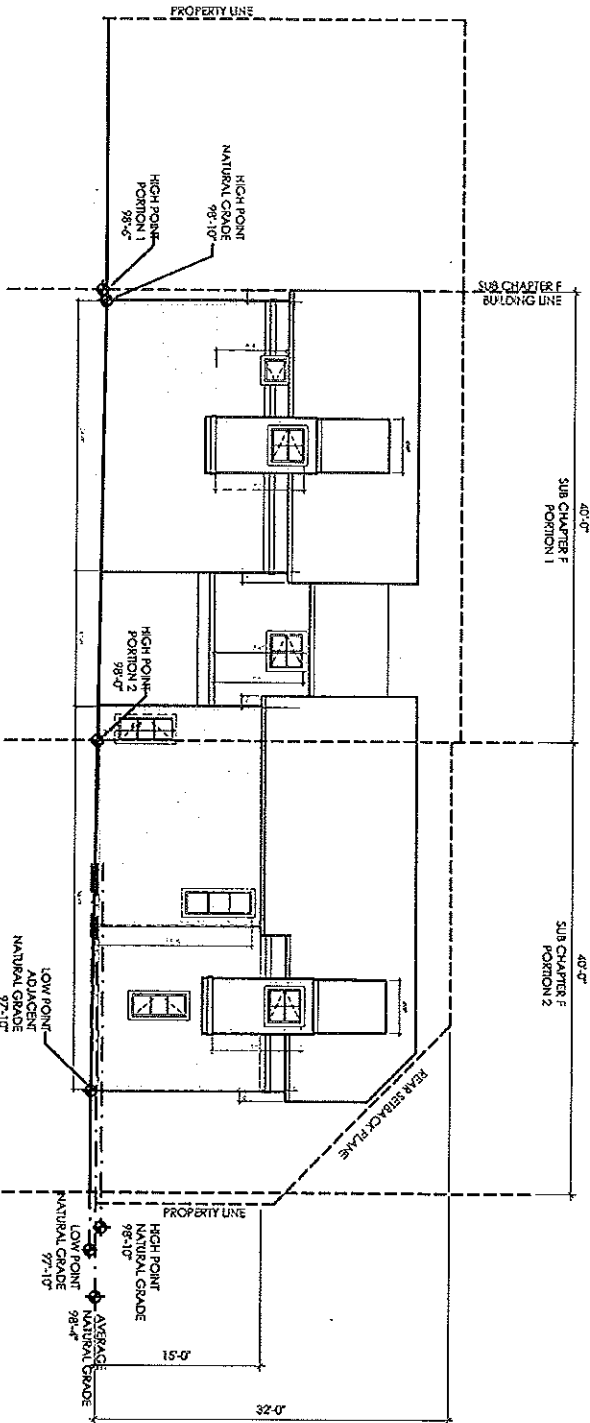 PROPERTY LINE
HIGH POINT
PORTION 1
98'-6"
HIGH POINT
NATURAL GRADE
98'-10"
SUB CHAPTER F
BUILDING LINE
40'-0"
SUB CHAPTER F
PORTION 1
HIGH POINT
PORTION 2
98'-0"
40'-0"
SUB CHAPTER F
PORTION 2
LOW POINT
ADJACENT
NATURAL GRADE
97'-10"
REAR SETBACK PLANE
PROPERTY LINE
HIGH POINT
NATURAL GRADE
98'-10"
LOW POINT
NATURAL GRADE
97'-10"
AVERAGE
NATURAL GRADE
98'-4"
15'-0"
32'-0"